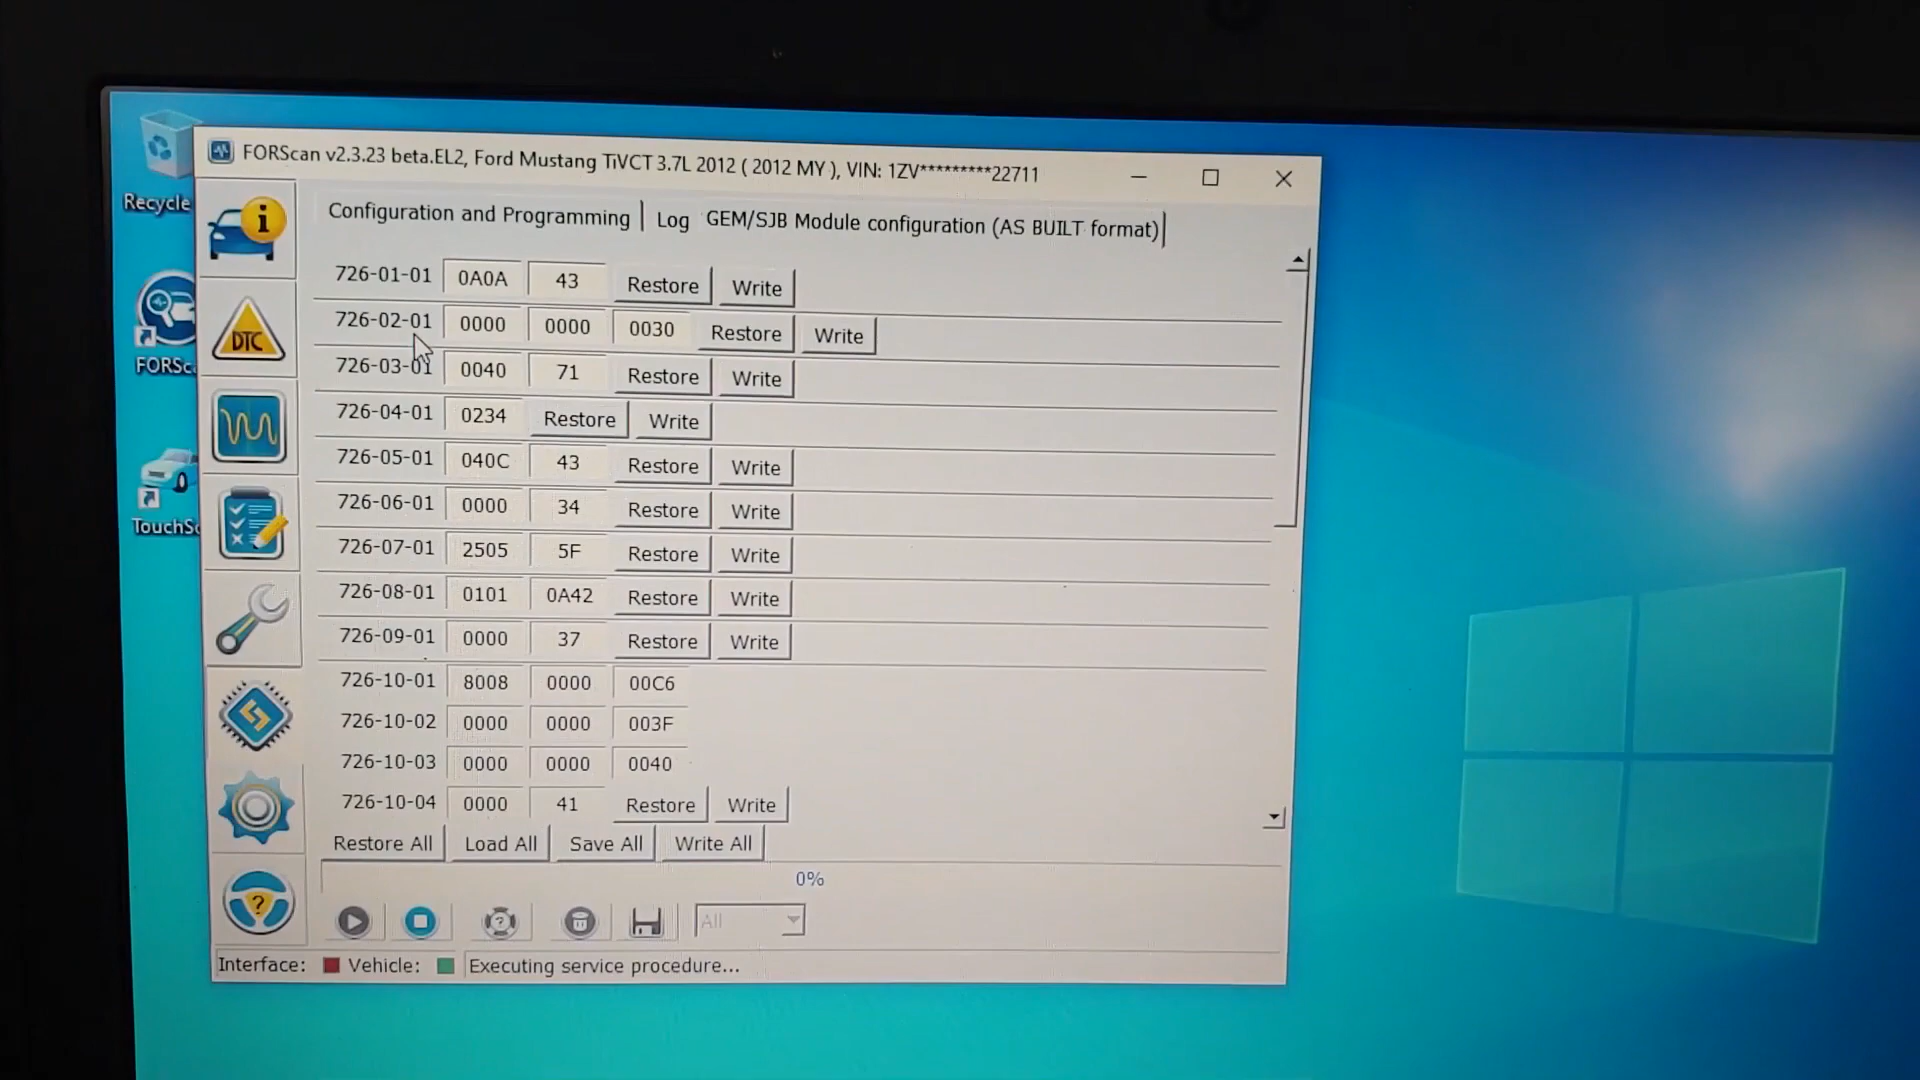 Recycle
FORSca
TouchSc
FORScan v2.3.23 beta.EL2, Ford Mustang TiVCT 3.7L 2012 ( 2012 MY ), VIN: 1ZV*********22711
i
DTC
?
Configuration and Programming Log GEM/SJB Module configuration (AS BUILT format)
726-01-01 0A0A 43 Restore Write
726-02-01 0000 0000 0030 Restore Write
726-03-01 0040 71 Restore Write
726-04-01 0234 Restore Write
726-05-01 040C 43 Restore Write
726-06-01 0000 34 Restore Write
726-07-01 2505 5F Restore Write
726-08-01 0101 0A42 Restore Write
726-09-01 0000 37 Restore Write
726-10-01 8008 0000 00C6
726-10-02 0000 0000 003F
726-10-03 0000 0000 0040
726-10-04 0000 41 Restore Write
Restore All Load All Save All Write All
0%
? All
Interface: Vehicle: Executing service procedure...